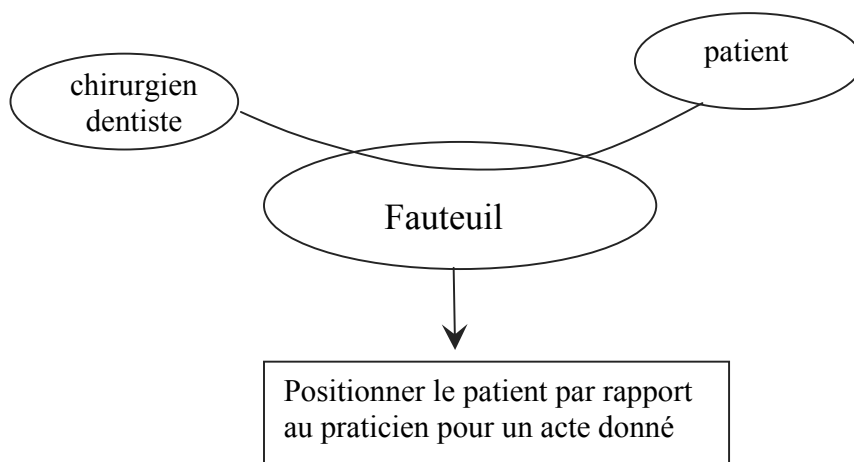 chirurgien
dentiste
patient
Fauteuil
Positionner le patient par rapport
au praticien pour un acte donné